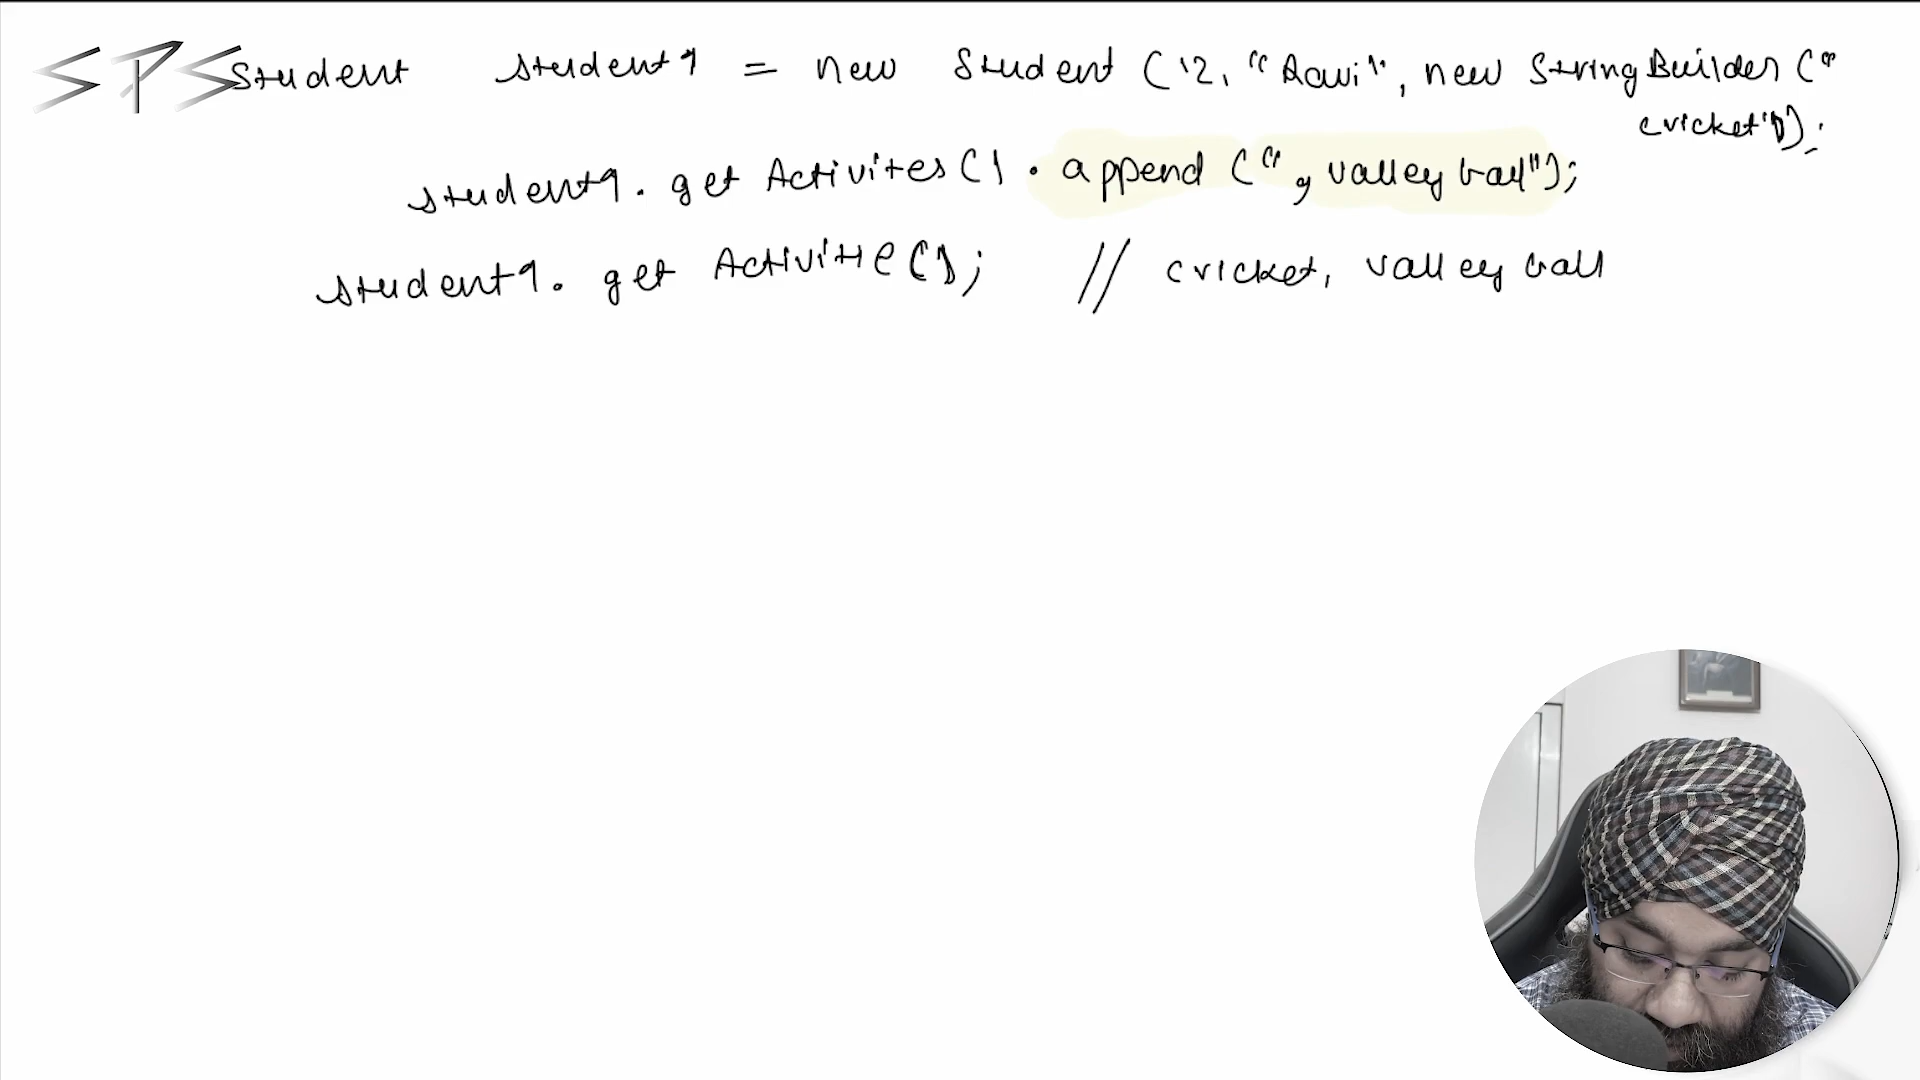 SPS
Student student1 = new Student (12, "Ravi", new StringBuilder ("
cricket"));
student1. get Activites () . append (", valley ball");
student1. get Activitie (); // cricket, valley ball